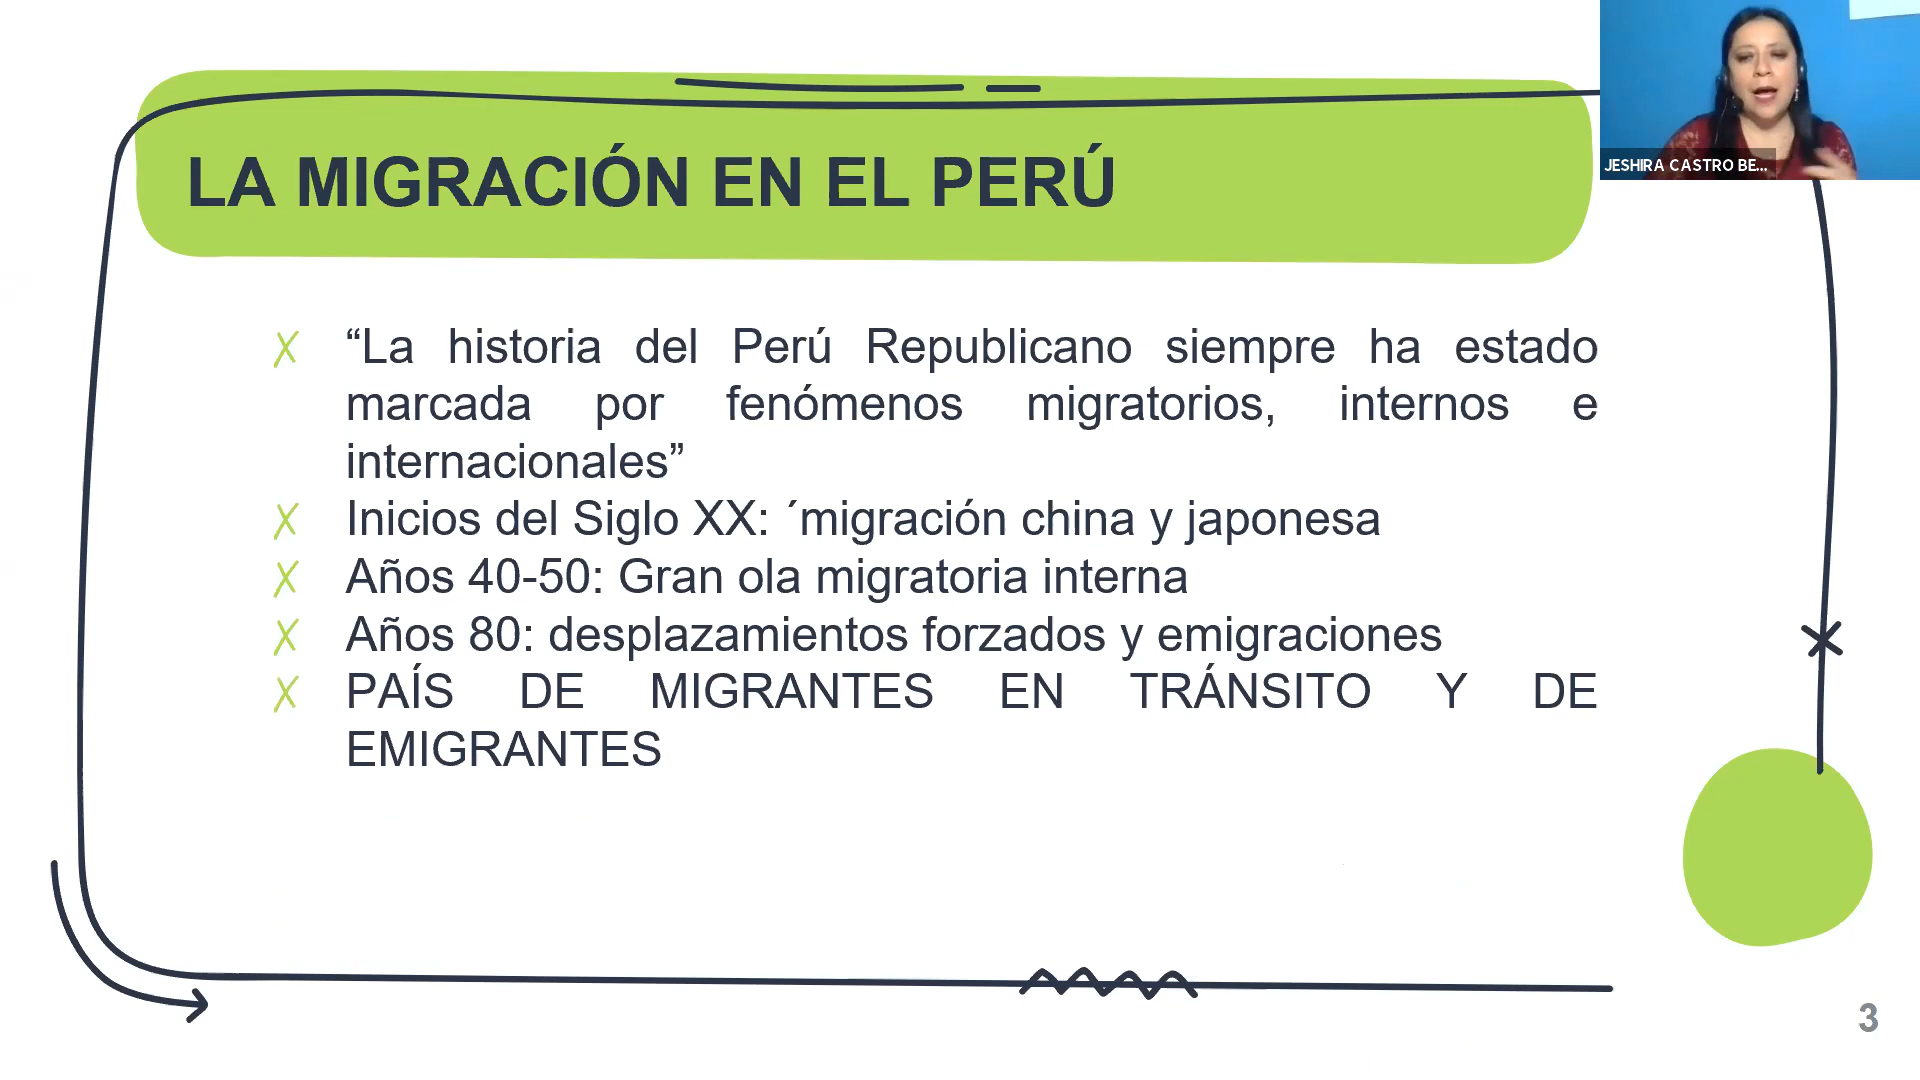 LA MIGRACIÓN EN EL PERÚ
JESHIRA CASTRO BE...
“La historia del Perú Republicano siempre ha estado
marcada por fenómenos migratorios, internos e
internacionales”
Inicios del Siglo XX: ´migración china y japonesa
Años 40-50: Gran ola migratoria interna
Años 80: desplazamientos forzados y emigraciones
PAÍS DE MIGRANTES EN TRÁNSITO Y DE
EMIGRANTES
3